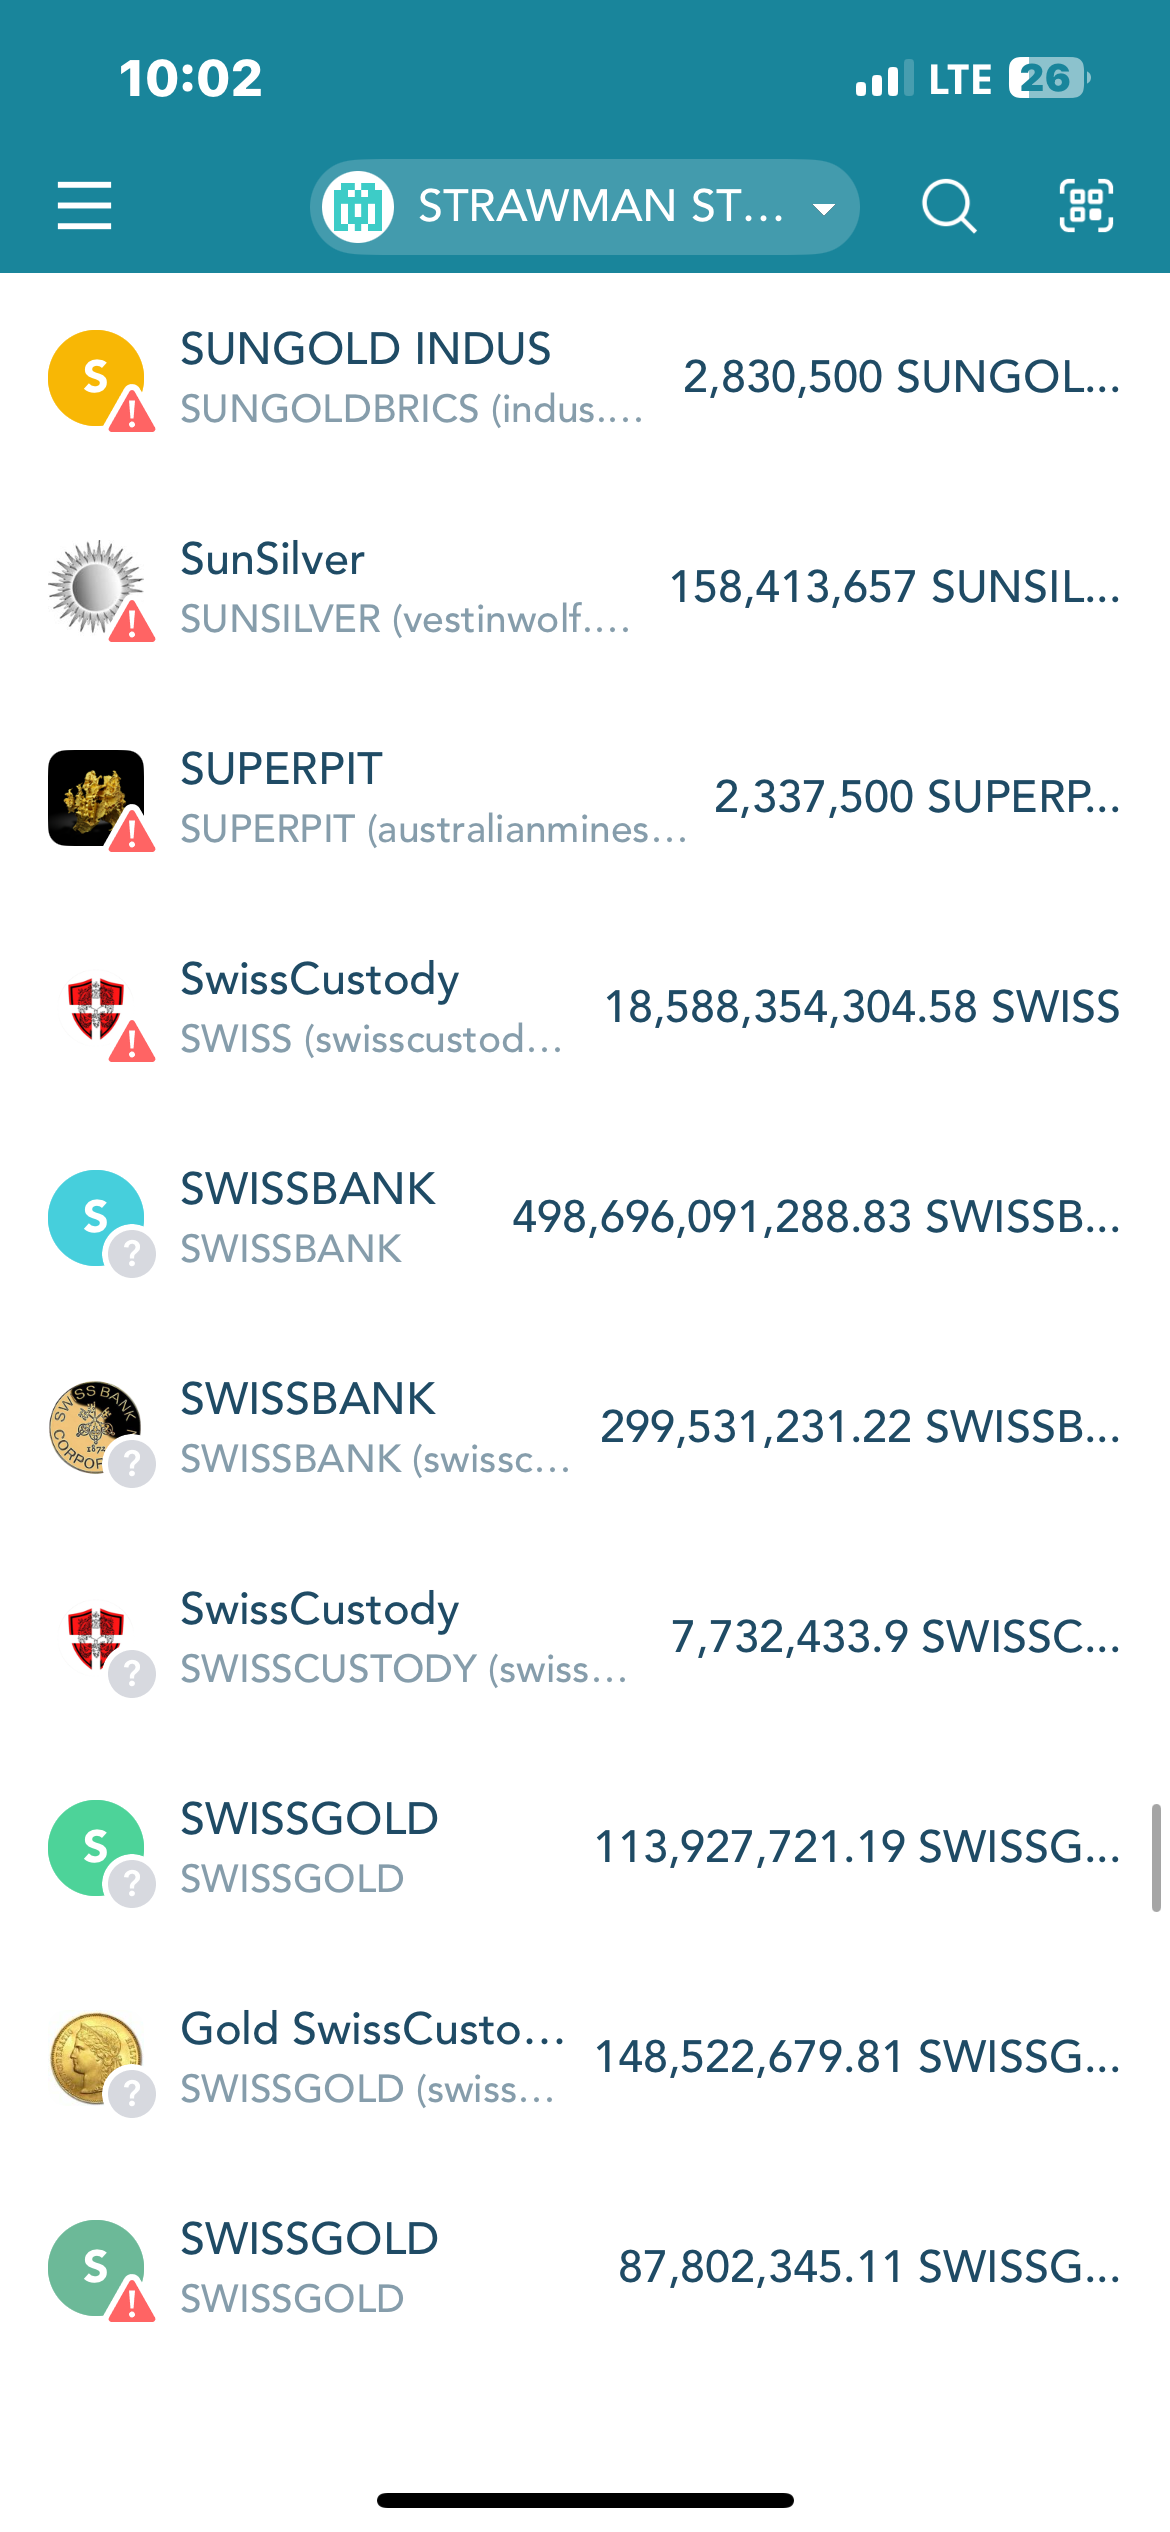 10:02
LTE 26
STRAWMAN ST...
SUNGOLD INDUS
SUNGOLDBRICS (indus....
2,830,500 SUNGOL...
SunSilver
SUNSILVER (vestinwolf....
158,413,657 SUNSIL...
SUPERPIT
SUPERPIT (australianmines...
2,337,500 SUPERP...
SwissCustody
SWISS (swisscustod...
18,588,354,304.58 SWISS
S
SWISSBANK
SWISSBANK
498,696,091,288.83 SWISSB...
SWISSBANK
SWISSBANK (swissc...
299,531,231.22 SWISSB...
SwissCustody
SWISSCUSTODY (swiss...
7,732,433.9 SWISSC...
S
SWISSGOLD
SWISSGOLD
113,927,721.19 SWISSG...
Gold SwissCusto...
SWISSGOLD (swiss...
148,522,679.81 SWISSG...
S
SWISSGOLD
SWISSGOLD
87,802,345.11 SWISSG...